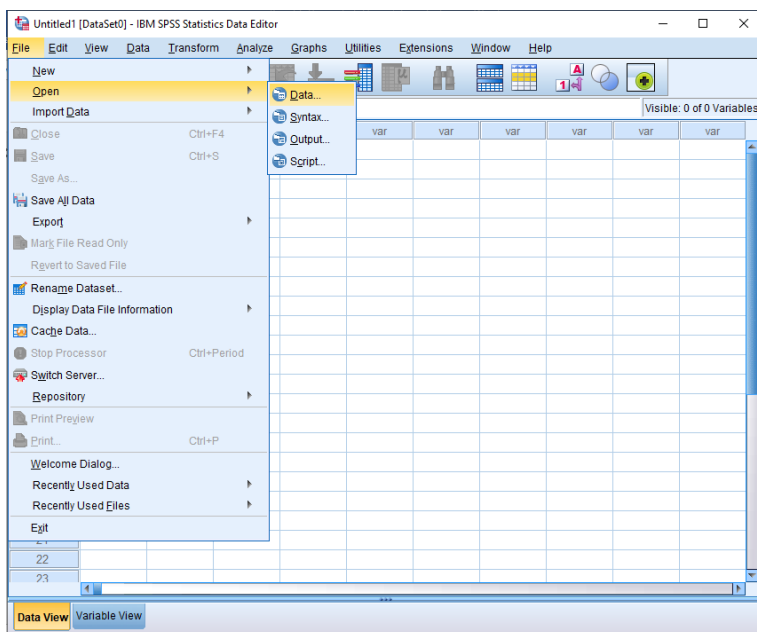 Untitled1 [DataSet0] - IBM SPSS Statistics Data Editor
File Edit View Data Transform Analyze Graphs Utilities Extensions Window Help
New
Open
Import Data
Close Ctrl+F4
Save Ctrl+S
Save As...
Save All Data
Export
Mark File Read Only
Revert to Saved File
Rename Dataset...
Display Data File Information
Cache Data...
Stop Processor Ctrl+Period
Switch Server...
Repository
Print Preview
Print... Ctrl+P
Welcome Dialog...
Recently Used Data
Recently Used Files
Exit
Data...
Syntax...
Output...
Script...
A
14
Visible: 0 of 0 Variables
var var var var var var
22
23
Data View Variable View